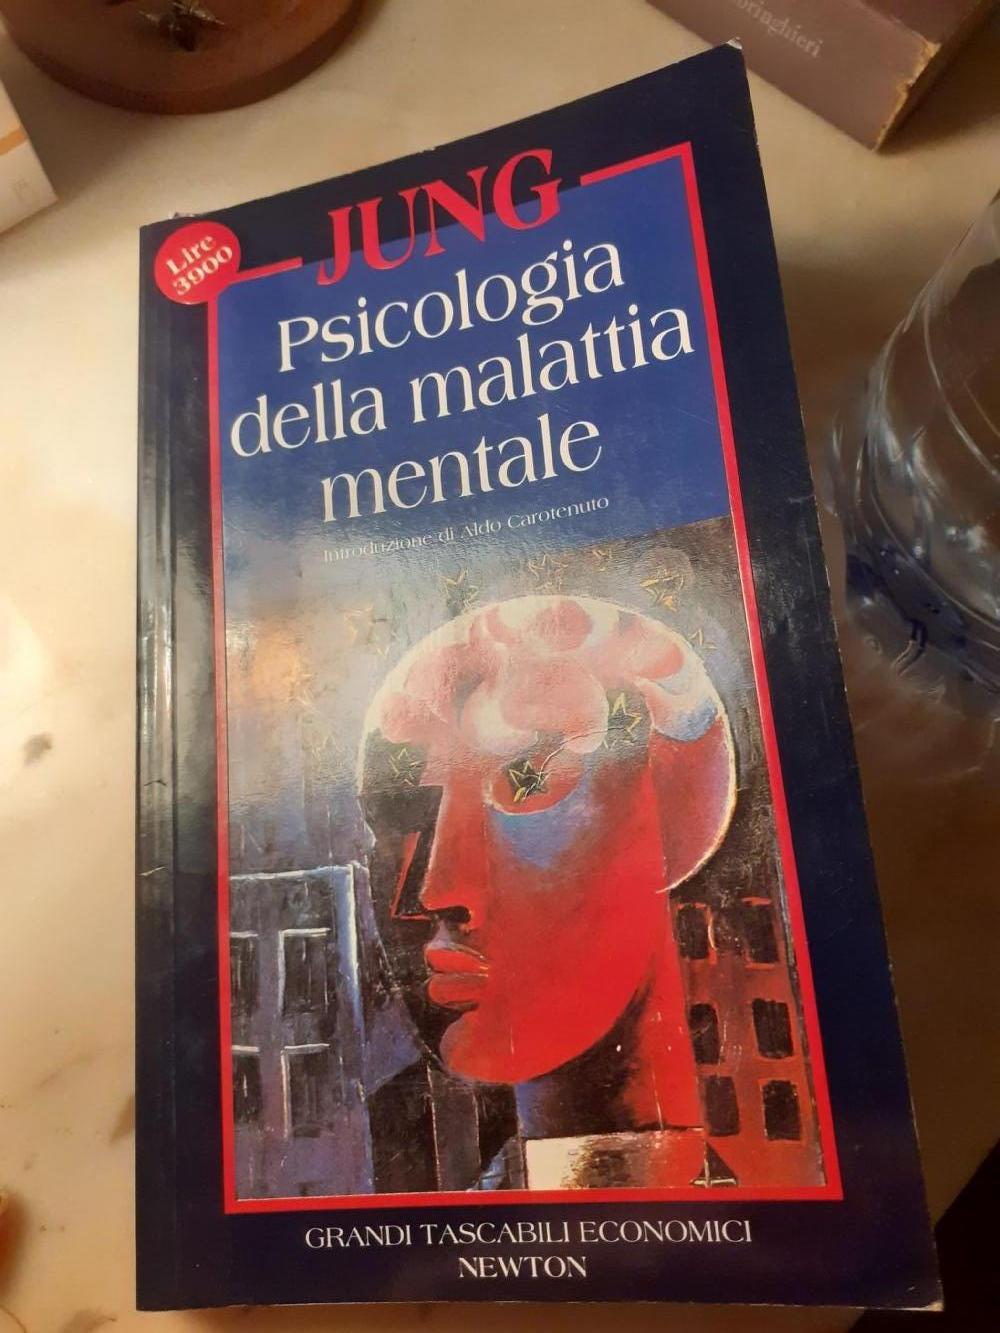 Lire
3900
JUNG
Psicologia
della malattia
mentale
Introduzione di Aldo Carotenuto
GRANDI TASCABILI ECONOMICI
NEWTON